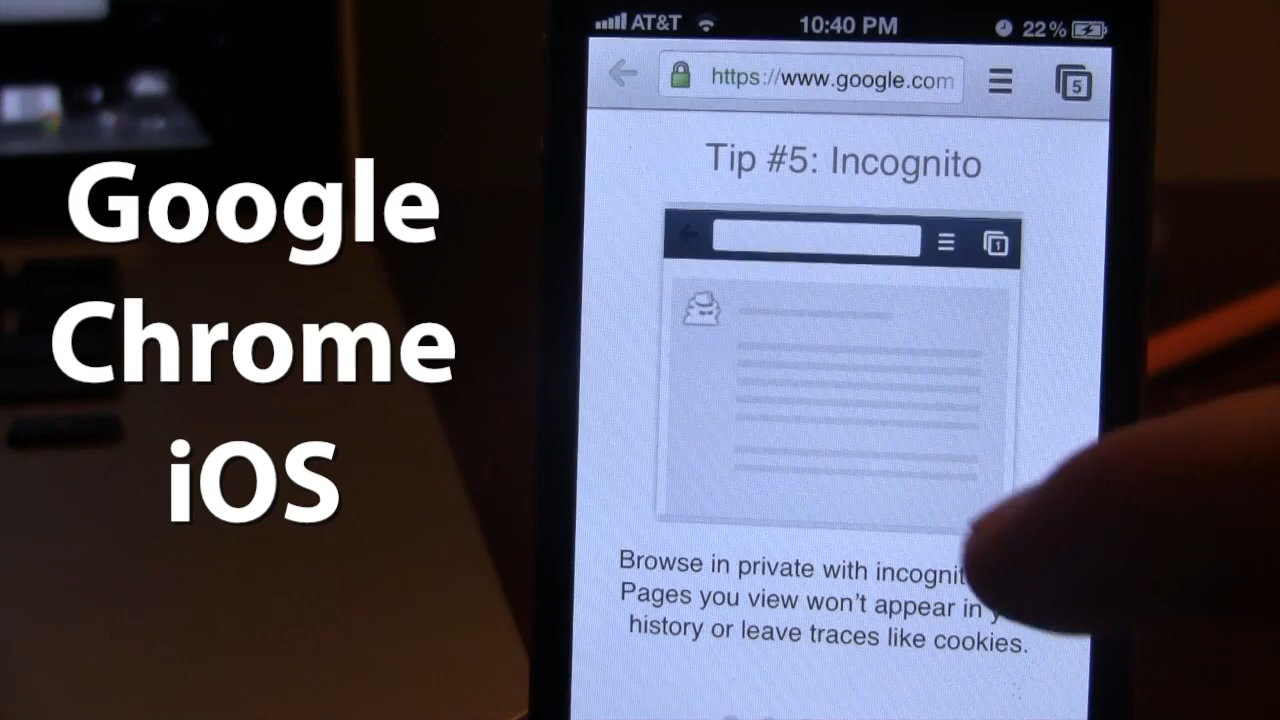 Google
Chrome
iOS
AT&T 10:40 PM 22%
https://www.google.com 5
Tip #5: Incognito
1
Browse in private with
Pages you view won't appear in
history or leave traces like cookies.